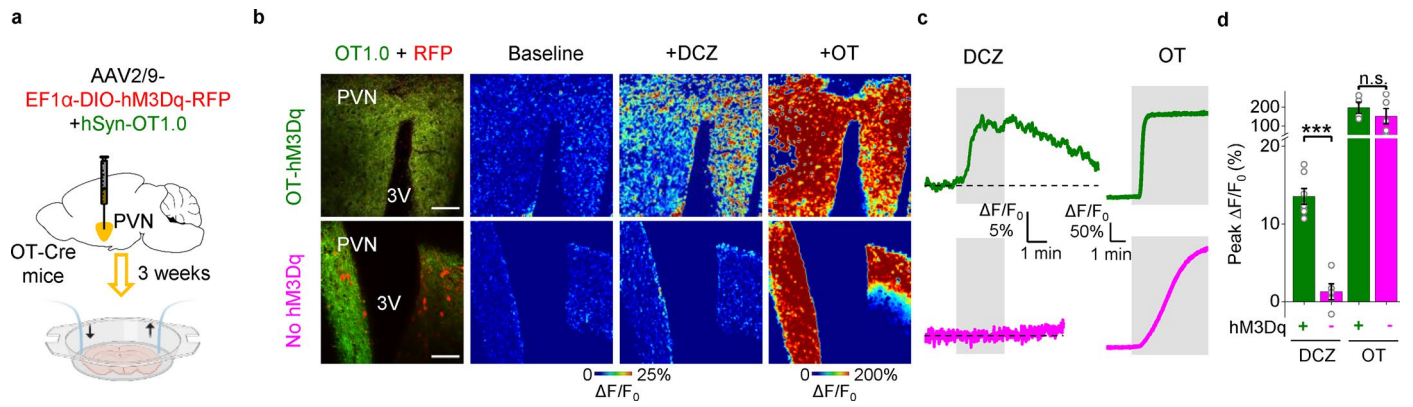 a
AAV2/9-
EF1α-DIO-hM3Dq-RFP
+hSyn-OT1.0
PVN
OT-Cre
mice
3 weeks
b
OT1.0 + RFP
Baseline
+DCZ
+OT
OT-hM3Dq
PVN
3V
No hM3Dq
PVN
3V
0 25%
ΔF/F0
0 200%
ΔF/F0
c
DCZ
OT
ΔF/F0
5%
1 min
ΔF/F0
50%
1 min
d
n.s.
200
100
***
20
10
0
Peak ΔF/F0 (%)
hM3Dq + - + -
DCZ OT